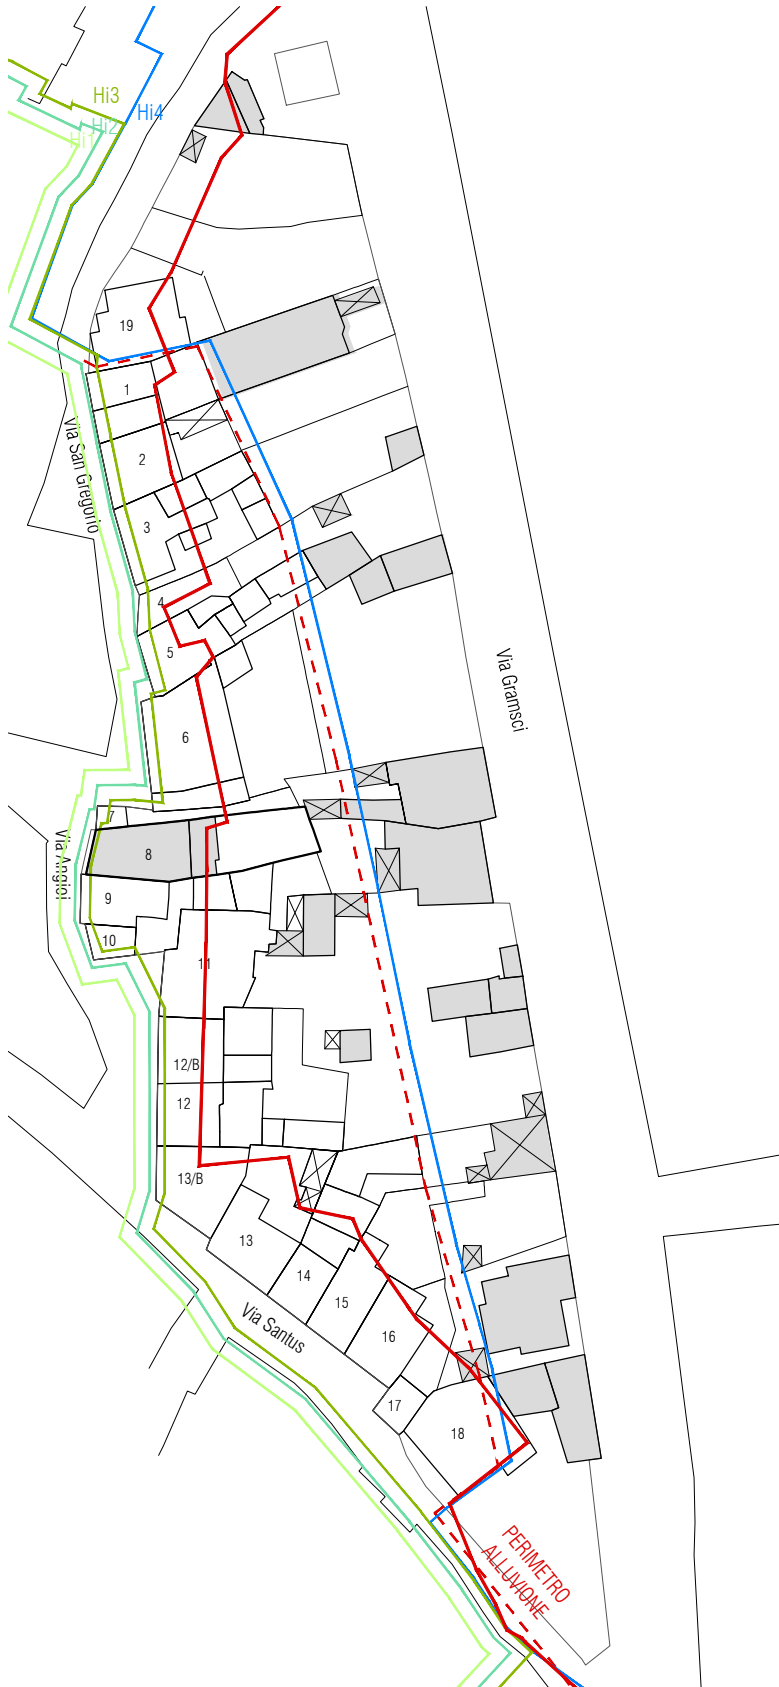 Hi3
Hi4
Hi2
Hi1
19
1
2
Via San Gregorio
3
4
5
Via Gramsci
6
7
8
Via Angioi
9
10
11
12/B
12
13/B
13
14
15
Via Santus
16
17
18
PERIMETRO
ALLUVIONE